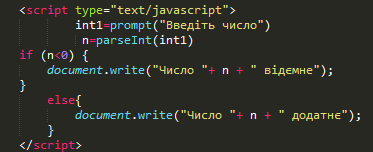 <script type="text/javascript">
int1=prompt("Введіть число")
n=parseInt(int1)
if (n<0) {
document.write("Число "+ n + " відємне");
}
else{
document.write("Число "+ n + " додатнє");
}
</script>